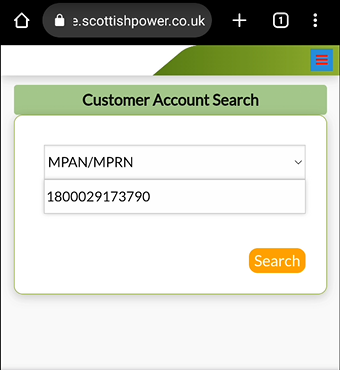 e.scottishpower.co.uk
1
Customer Account Search
MPAN/MPRN
1800029173790
Search